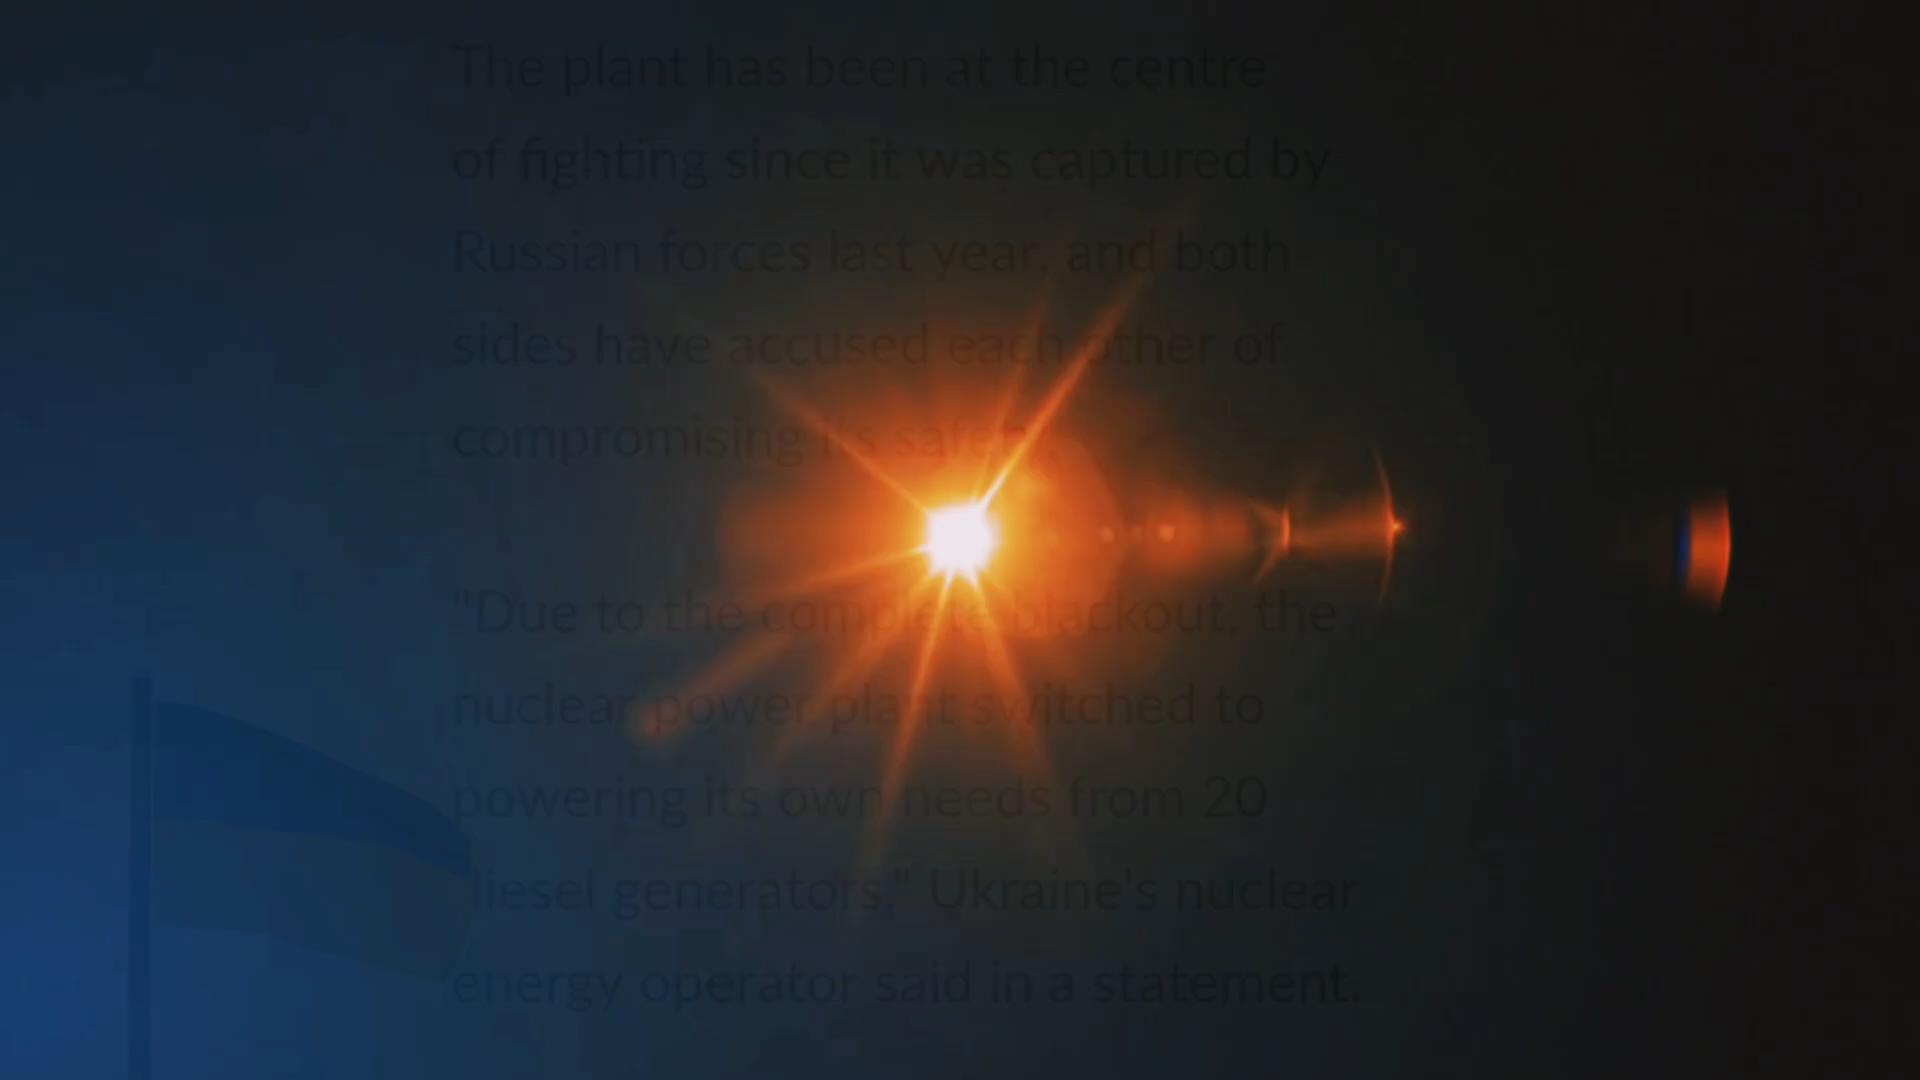 The plant has been at the centre
of fighting since it was captured by
Russian forces last year, and both
sides have accused each other of
compromising its safety.
"Due to the complete blackout, the
nuclear power plant switched to
powering its own needs from 20
diesel generators," Ukraine's nuclear
energy operator said in a statement.